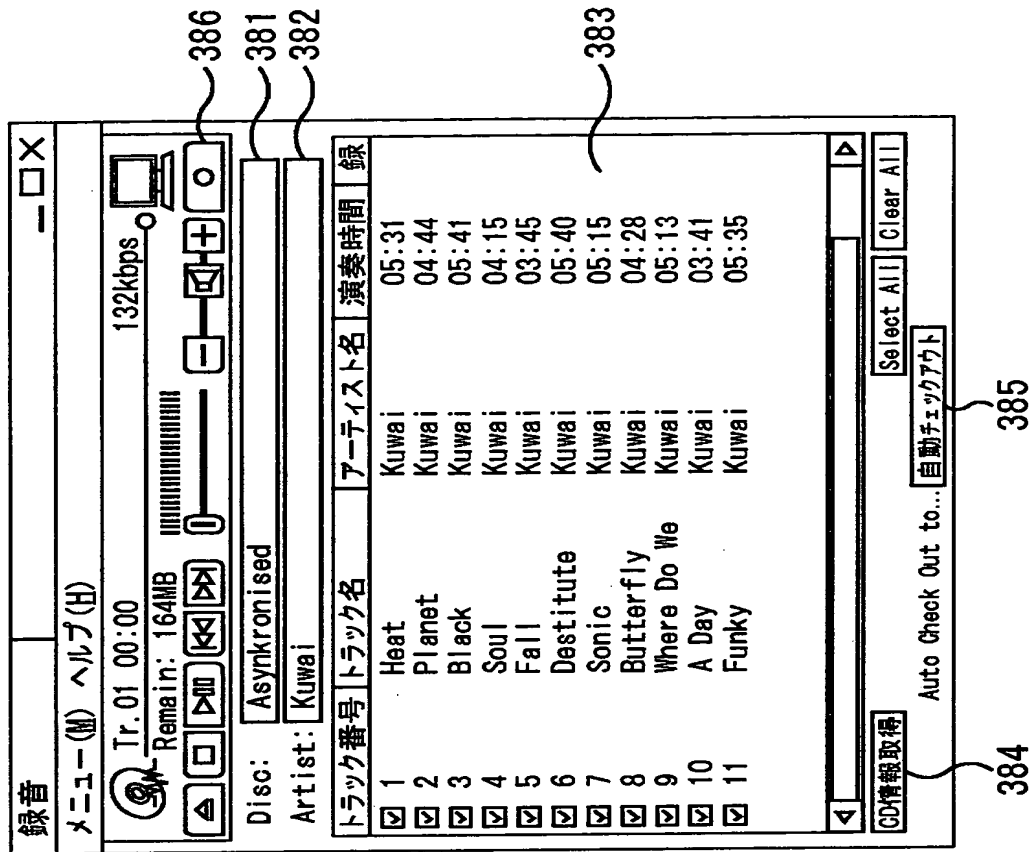 録音
メニュー(M) ヘルプ(H)
Tr.01 00:00 132kbps
Remain: 164MB
386
Disc: Asynkronised
381
Artist: Kuwai
382
トラック番号 トラック名 アーティスト名 演奏時間 録
1 Heat Kuwai 05:31
2 Planet Kuwai 04:44
3 Black Kuwai 05:41
4 Soul Kuwai 04:15
5 Fall Kuwai 03:45
6 Destitute Kuwai 05:40
7 Sonic Kuwai 05:15
8 Butterfly Kuwai 04:28
9 Where Do We Kuwai 05:13
10 A Day Kuwai 03:41
11 Funky Kuwai 05:35
383
CD情報取得 Select All Clear All
Auto Check Out to... 自動チェックアウト
384
385